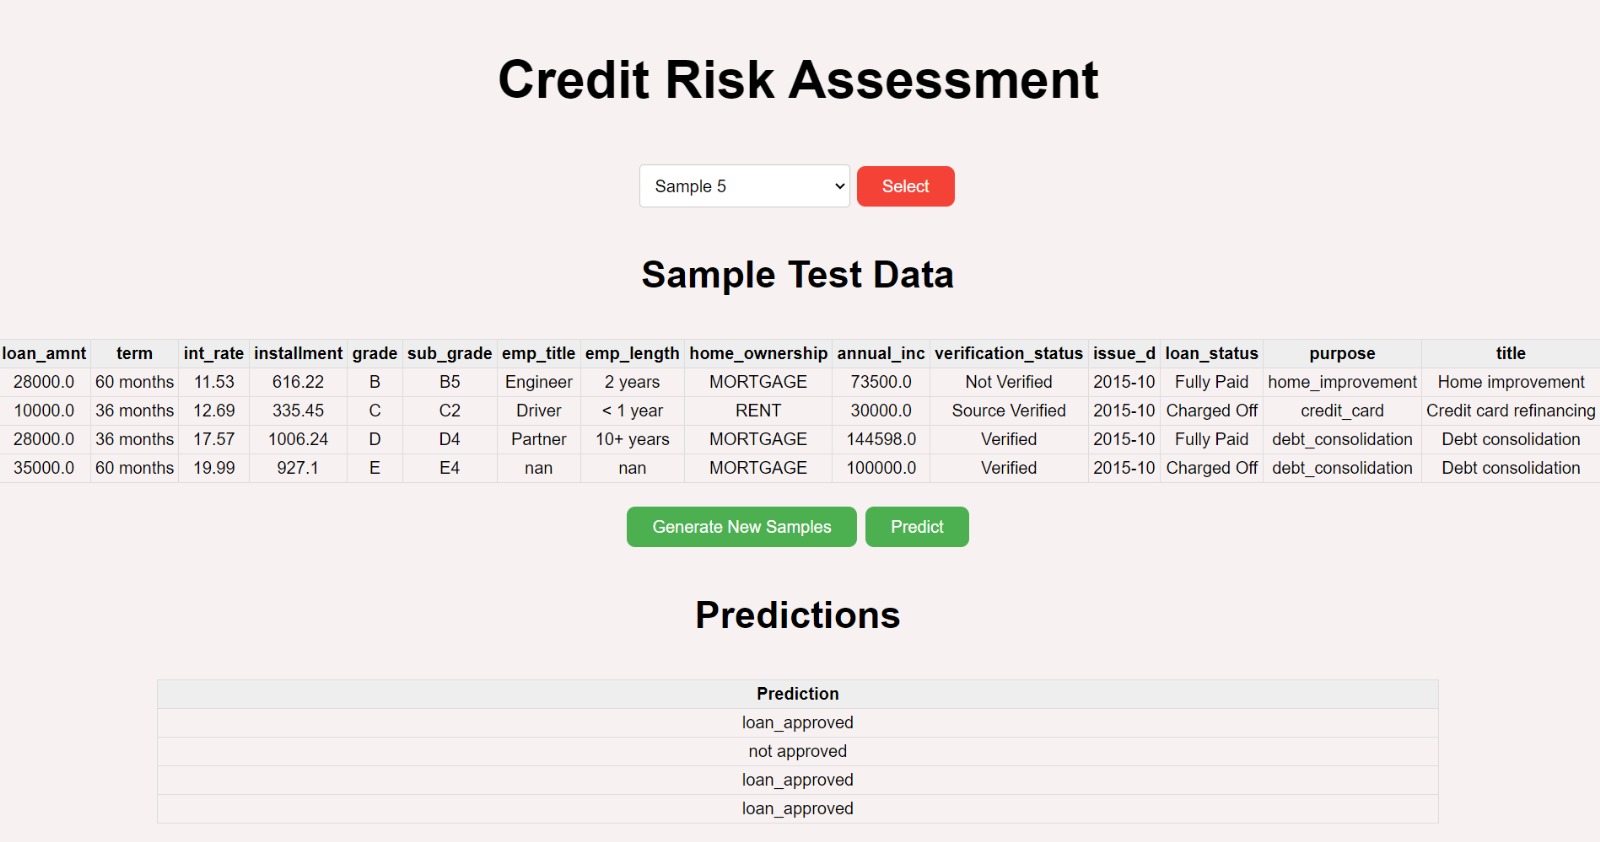 Credit Risk Assessment
Sample 5
Select
Sample Test Data
loan_amnt term int_rate installment grade sub_grade emp_title emp_length home_ownership annual_inc verification_status issue_d loan_status purpose title
28000.0 60 months 11.53 616.22 B B5 Engineer 2 years MORTGAGE 73500.0 Not Verified 2015-10 Fully Paid home_improvement Home improvement
10000.0 36 months 12.69 335.45 C C2 Driver < 1 year RENT 30000.0 Source Verified 2015-10 Charged Off credit_card Credit card refinancing
28000.0 36 months 17.57 1006.24 D D4 Partner 10+ years MORTGAGE 144598.0 Verified 2015-10 Fully Paid debt_consolidation Debt consolidation
35000.0 60 months 19.99 927.1 E E4 nan nan MORTGAGE 100000.0 Verified 2015-10 Charged Off debt_consolidation Debt consolidation
Generate New Samples
Predict
Predictions
Prediction
loan_approved
not approved
loan_approved
loan_approved